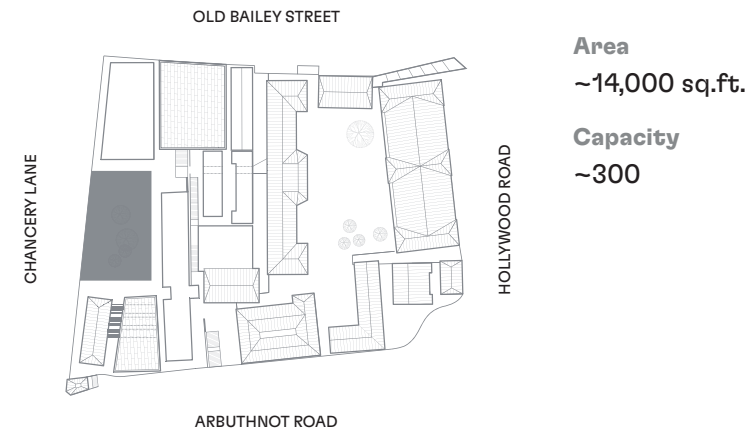 OLD BAILEY STREET
Area
~14,000 sq.ft.
Capacity
~300
CHANCERY LANE
HOLLYWOOD ROAD
ARBUTHNOT ROAD